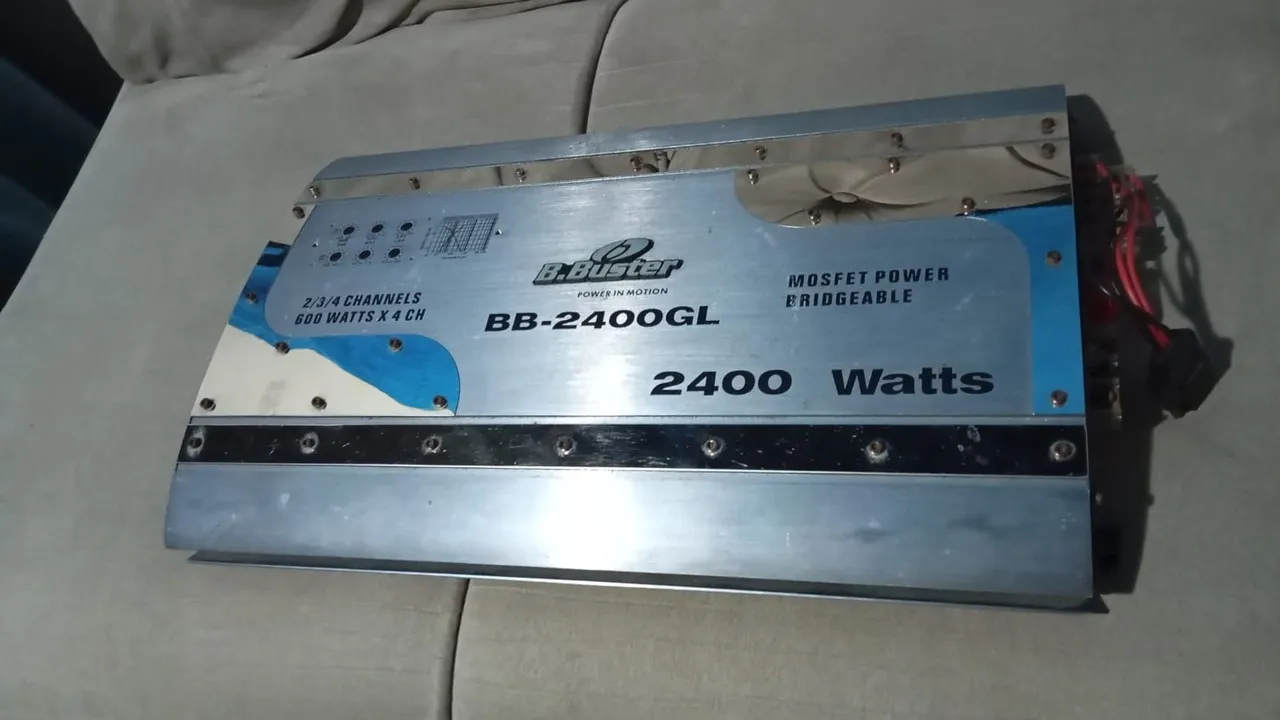 B.Buster
POWER IN MOTION
BB-2400GL
2/3/4 CHANNELS
600 WATTS X 4 CH
MOSFET POWER
BRIDGEABLE
2400 Watts